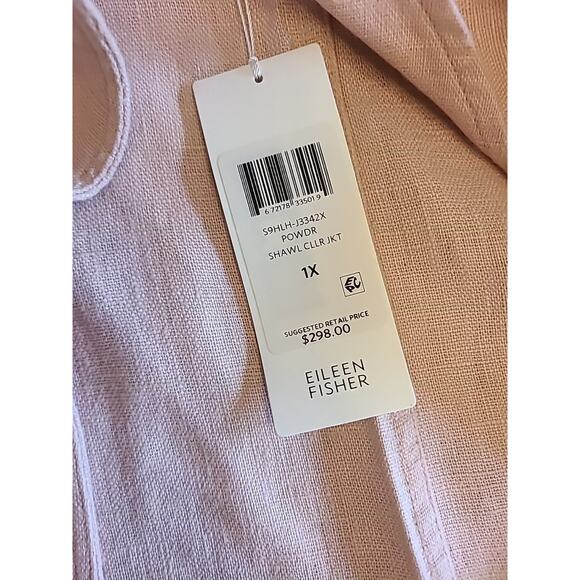 6 72178 33501 9
S9HLH-J3342X
POWDR
SHAWL CLLR JKT
1X
SUGGESTED RETAIL PRICE
$298.00
EILEEN
FISHER